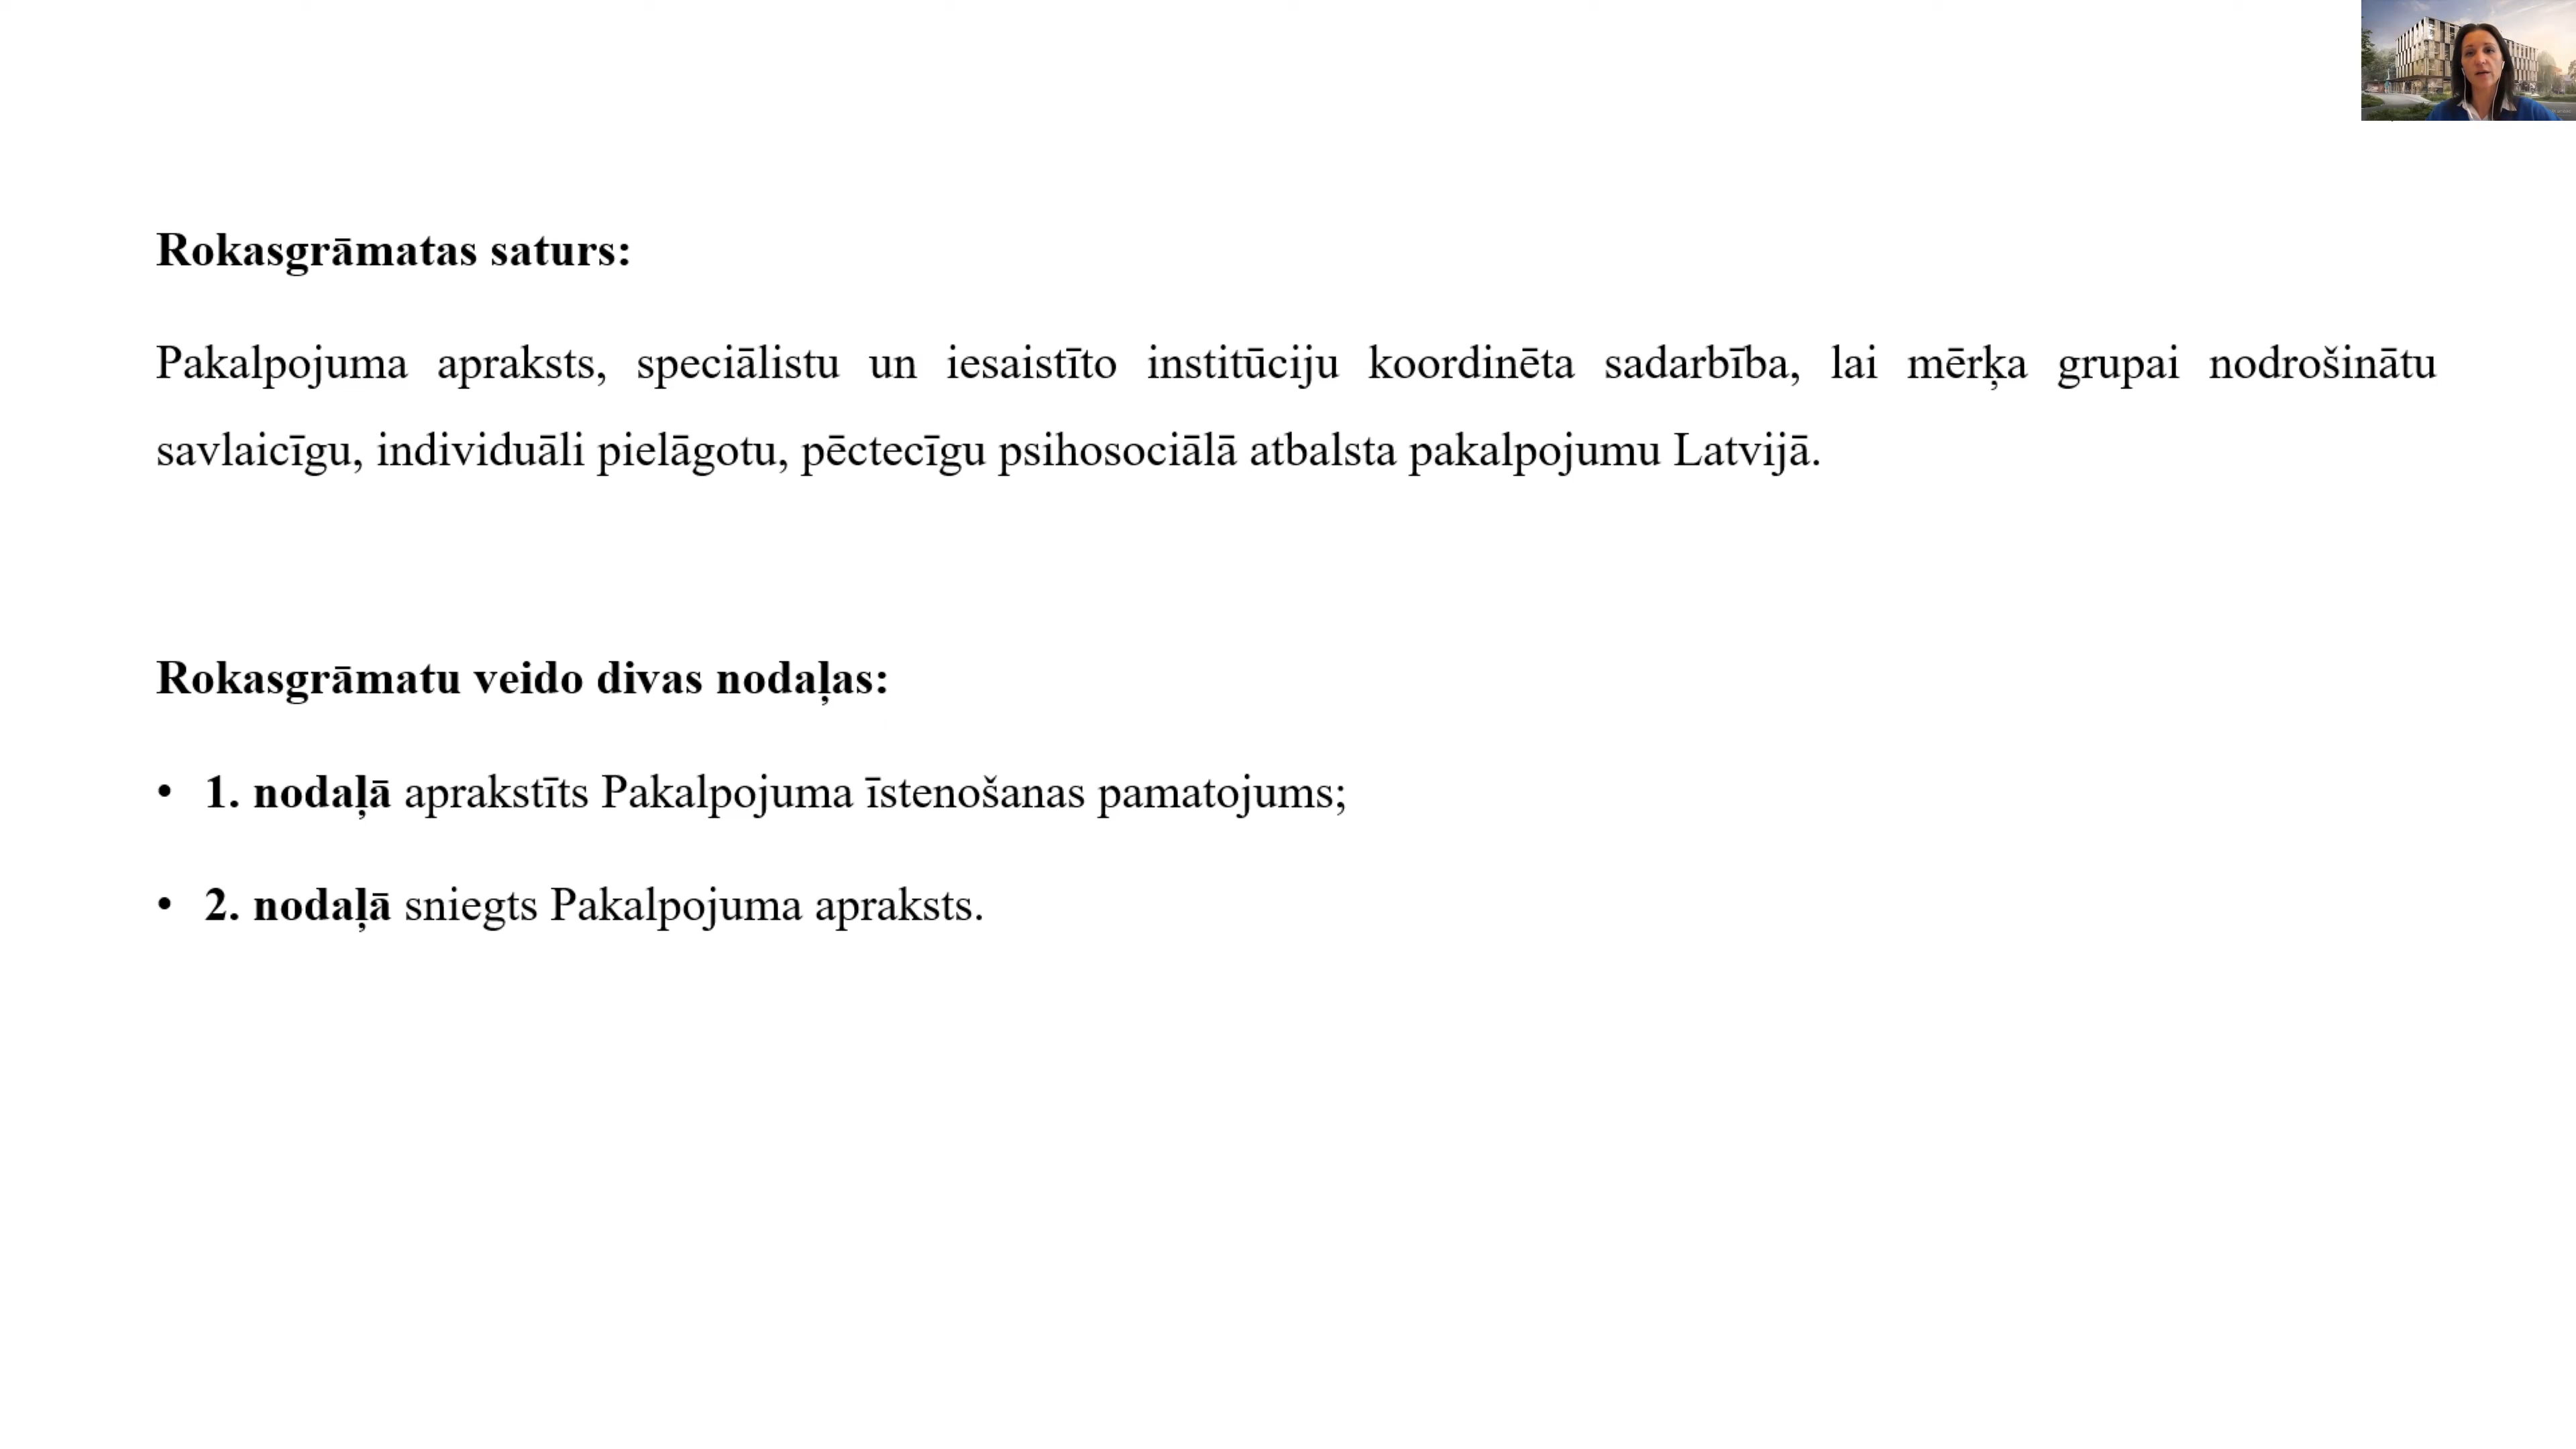 Rokasgrāmatas saturs:
Pakalpojuma apraksts, speciālistu un iesaistīto institūciju koordinēta sadarbība, lai mērķa grupai nodrošinātu
savlaicīgu, individuāli pielāgotu, pēctecīgu psihosociālā atbalsta pakalpojumu Latvijā.
Rokasgrāmatu veido divas nodaļas:
• 1. nodaļā aprakstīts Pakalpojuma īstenošanas pamatojums;
• 2. nodaļā sniegts Pakalpojuma apraksts.